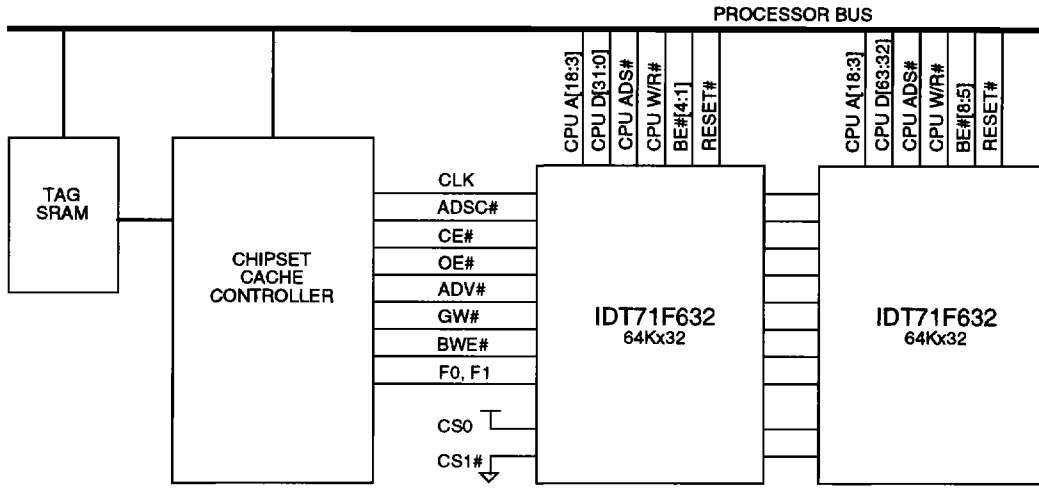 PROCESSOR BUS
CPU A[18:3]
CPU D[31:0]
CPU ADS#
CPU W/R#
BE#[4:1]
RESET#
CPU A[18:3]
CPU D[63:32]
CPU ADS#
CPU W/R#
BE#[8:5]
RESET#
TAG
SRAM
CHIPSET
CACHE
CONTROLLER
CLK
ADSC#
CE#
OE#
ADV#
GW#
BWE#
F0, F1
CS0
CS1#
IDT71F632
64Kx32
IDT71F632
64Kx32